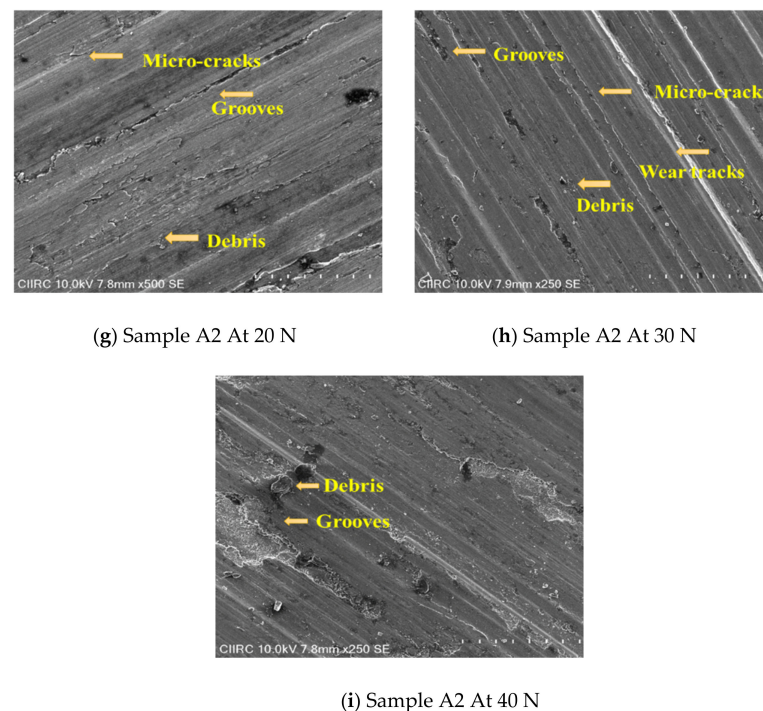 Micro-cracks
Grooves
Debris
CIIRC 10.0kV 7.8mm x500 SE
(g) Sample A2 At 20 N
Grooves
Micro-crack
Wear tracks
Debris
CIIRC 10.0kV 7.9mm x250 SE
(h) Sample A2 At 30 N
Debris
Grooves
CIIRC 10.0kV 7.8mm x250 SE
(i) Sample A2 At 40 N